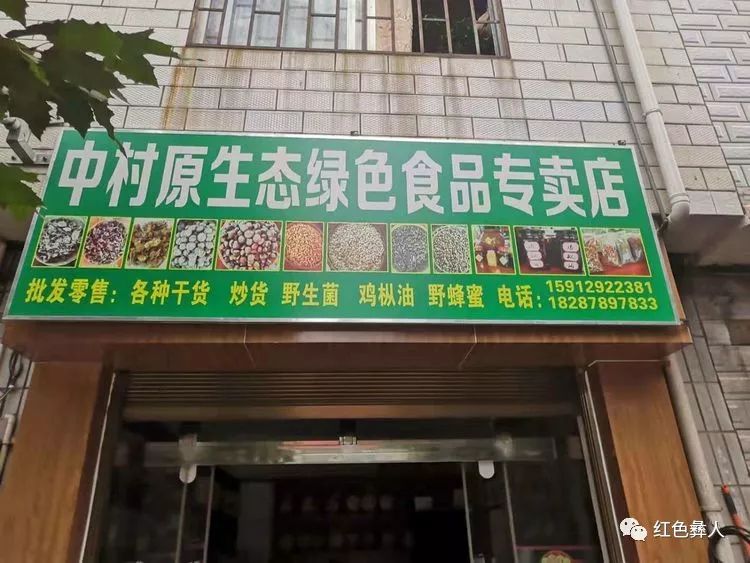 中村原生态绿色食品专卖店
批发零售：各种干货 炒货 野生菌 鸡枞油 野蜂蜜 电话：15912922381
18287897833
红色彝人